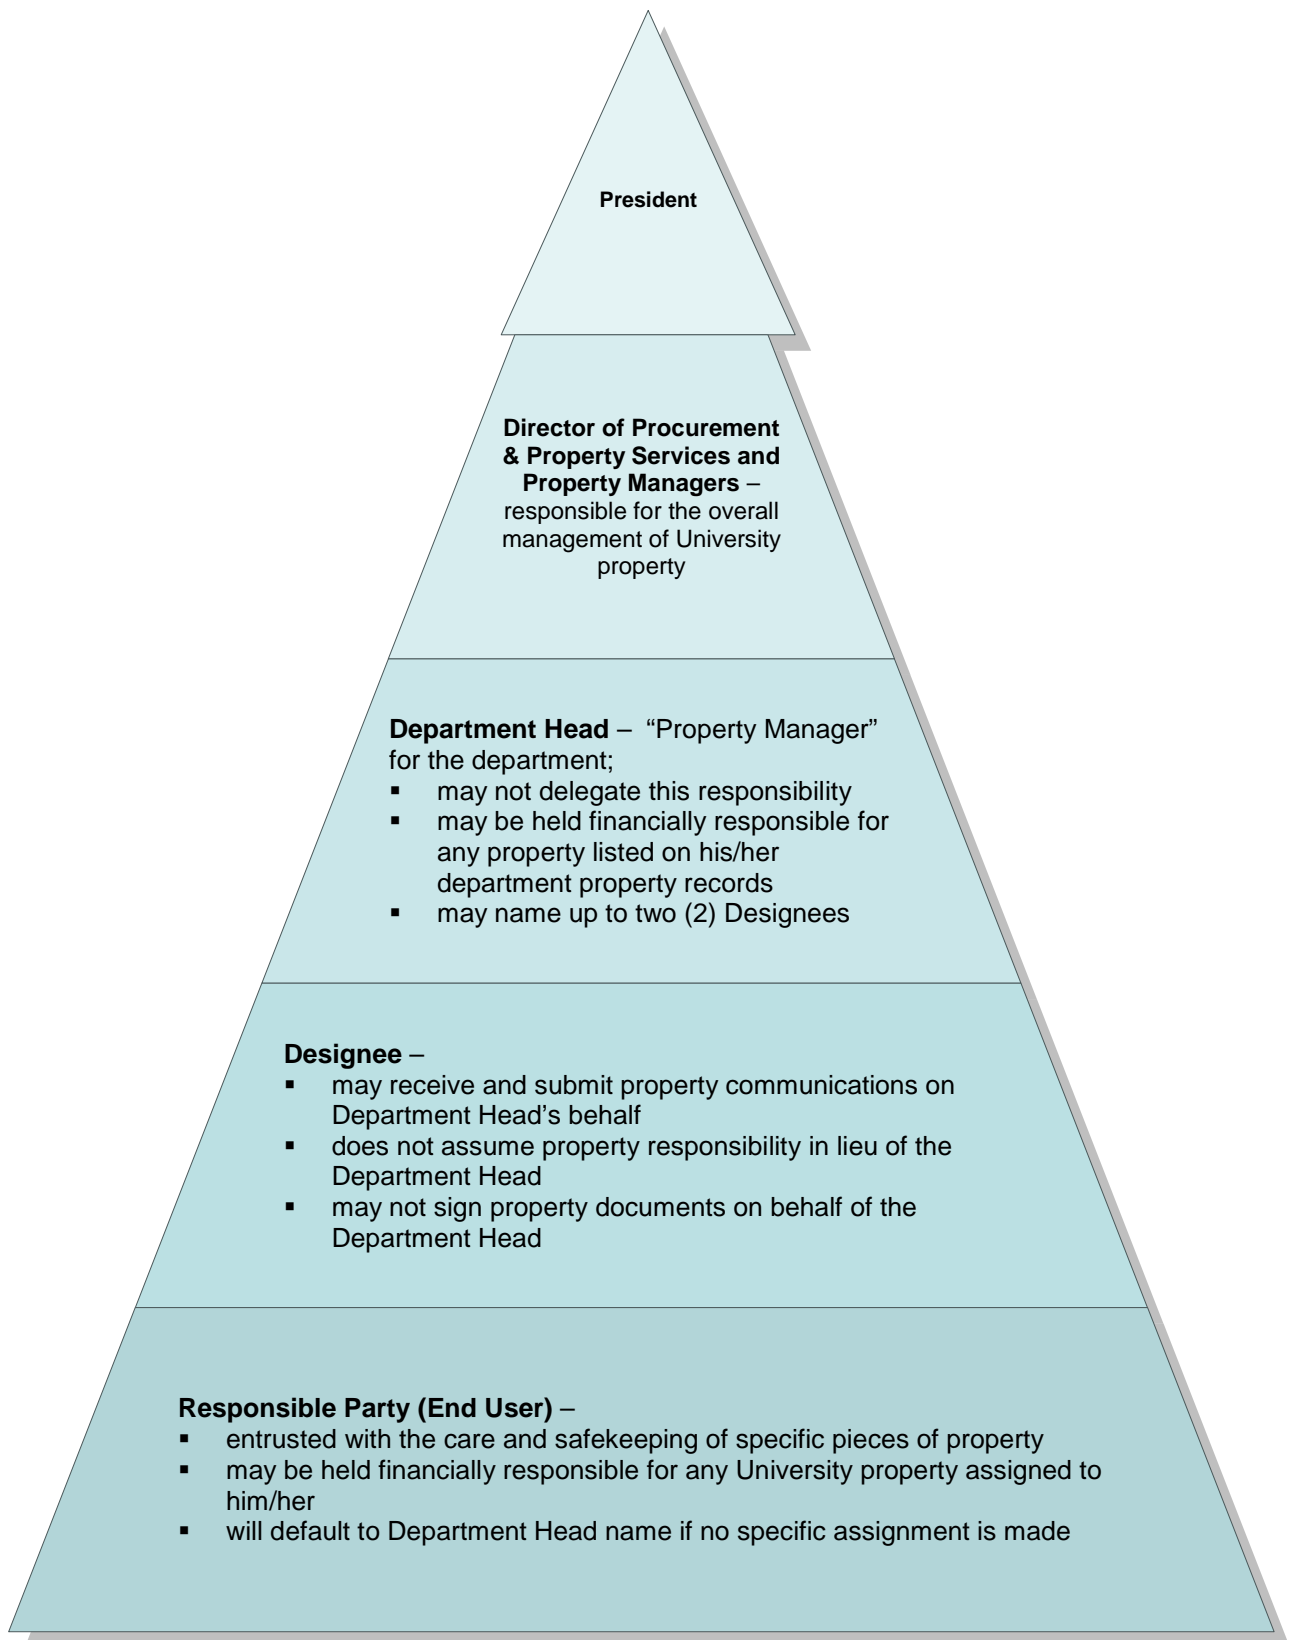 President
Director of Procurement
& Property Services and
Property Managers –
responsible for the overall
management of University
property
Department Head – “Property Manager”
for the department;
▪ may not delegate this responsibility
▪ may be held financially responsible for
any property listed on his/her
department property records
▪ may name up to two (2) Designees
Designee –
▪ may receive and submit property communications on
Department Head’s behalf
▪ does not assume property responsibility in lieu of the
Department Head
▪ may not sign property documents on behalf of the
Department Head
Responsible Party (End User) –
▪ entrusted with the care and safekeeping of specific pieces of property
▪ may be held financially responsible for any University property assigned to
him/her
▪ will default to Department Head name if no specific assignment is made